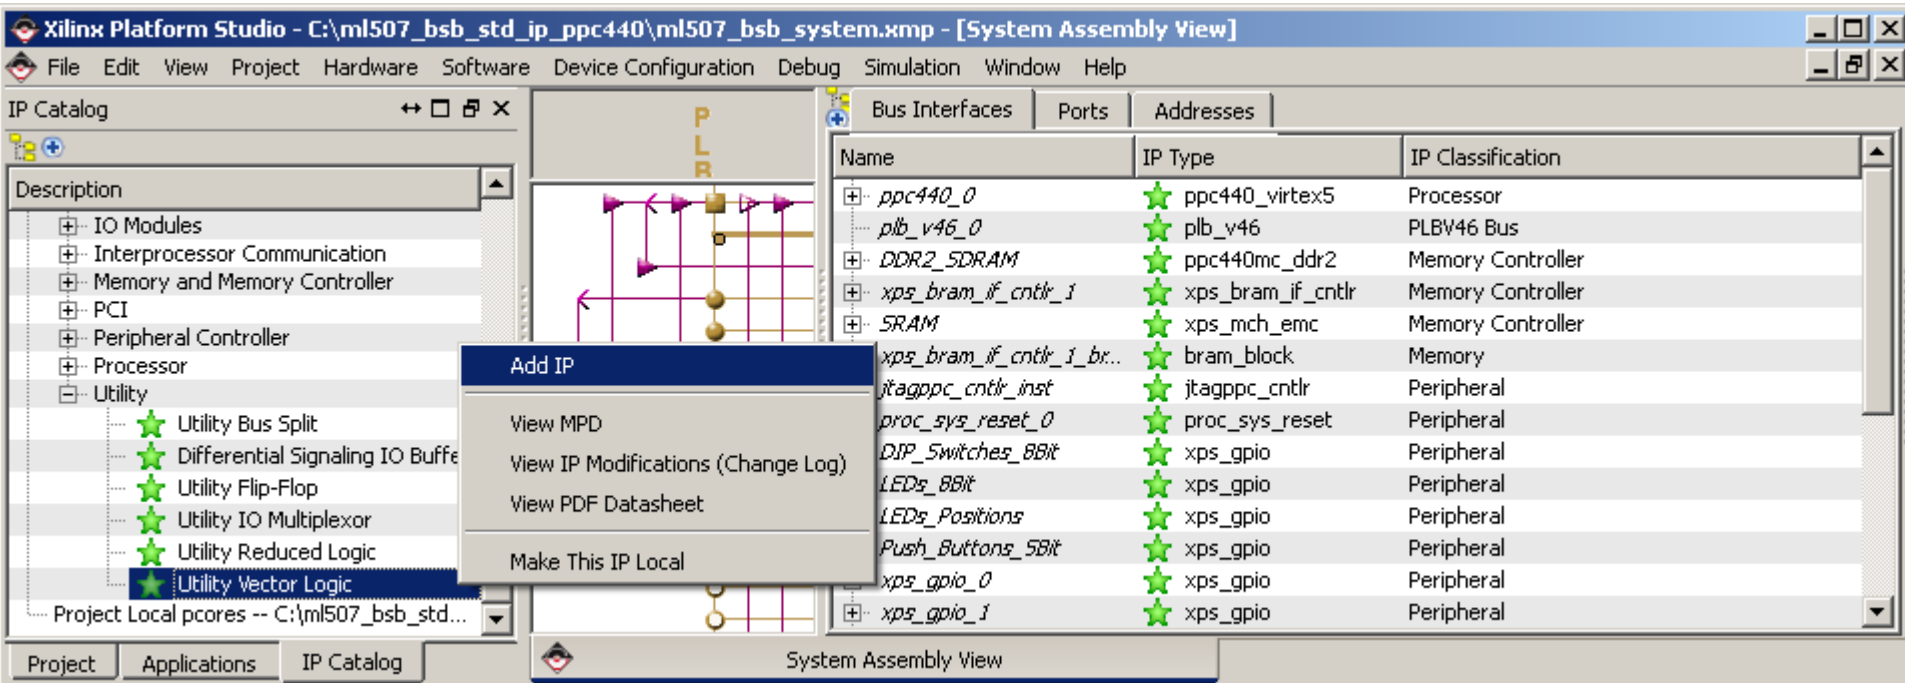 Xilinx Platform Studio - C:\ml507_bsb_std_ip_ppc440\ml507_bsb_system.xmp - [System Assembly View]
File Edit View Project Hardware Software Device Configuration Debug Simulation Window Help
IP Catalog
Description
IO Modules
Interprocessor Communication
Memory and Memory Controller
PCI
Peripheral Controller
Processor
Utility
Utility Bus Split
Differential Signaling IO Buffe
Utility Flip-Flop
Utility IO Multiplexor
Utility Reduced Logic
Utility Vector Logic
Project Local pcores -- C:\ml507_bsb_std...
Project Applications IP Catalog
Add IP
View MPD
View IP Modifications (Change Log)
View PDF Datasheet
Make This IP Local
P
L
B
Bus Interfaces Ports Addresses
Name IP Type IP Classification
ppc440_0 ppc440_virtex5 Processor
plb_v46_0 plb_v46 PLBV46 Bus
DDR2_SDRAM ppc440mc_ddr2 Memory Controller
xps_bram_if_cntlr_1 xps_bram_if_cntlr Memory Controller
SRAM xps_mch_emc Memory Controller
xps_bram_if_cntlr_1_br... bram_block Memory
jtagppc_cntlr_inst jtagppc_cntlr Peripheral
proc_sys_reset_0 proc_sys_reset Peripheral
DIP_Switches_8Bit xps_gpio Peripheral
LEDs_8Bit xps_gpio Peripheral
LEDs_Positions xps_gpio Peripheral
Push_Buttons_5Bit xps_gpio Peripheral
xps_gpio_0 xps_gpio Peripheral
xps_gpio_1 xps_gpio Peripheral
System Assembly View